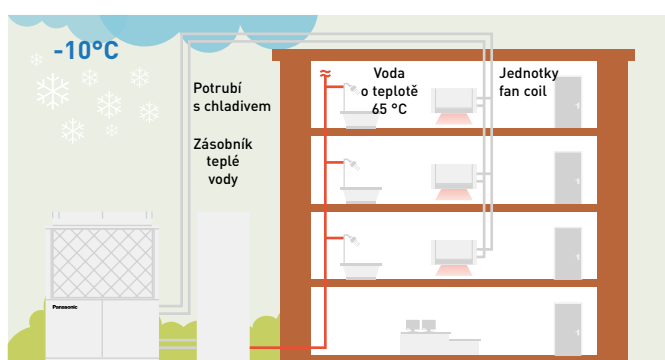 -10°C
Potrubí
s chladivem
Zásobník
teplé
vody
Voda
o teplotě
65 °C
Jednotky
fan coil
Panasonic